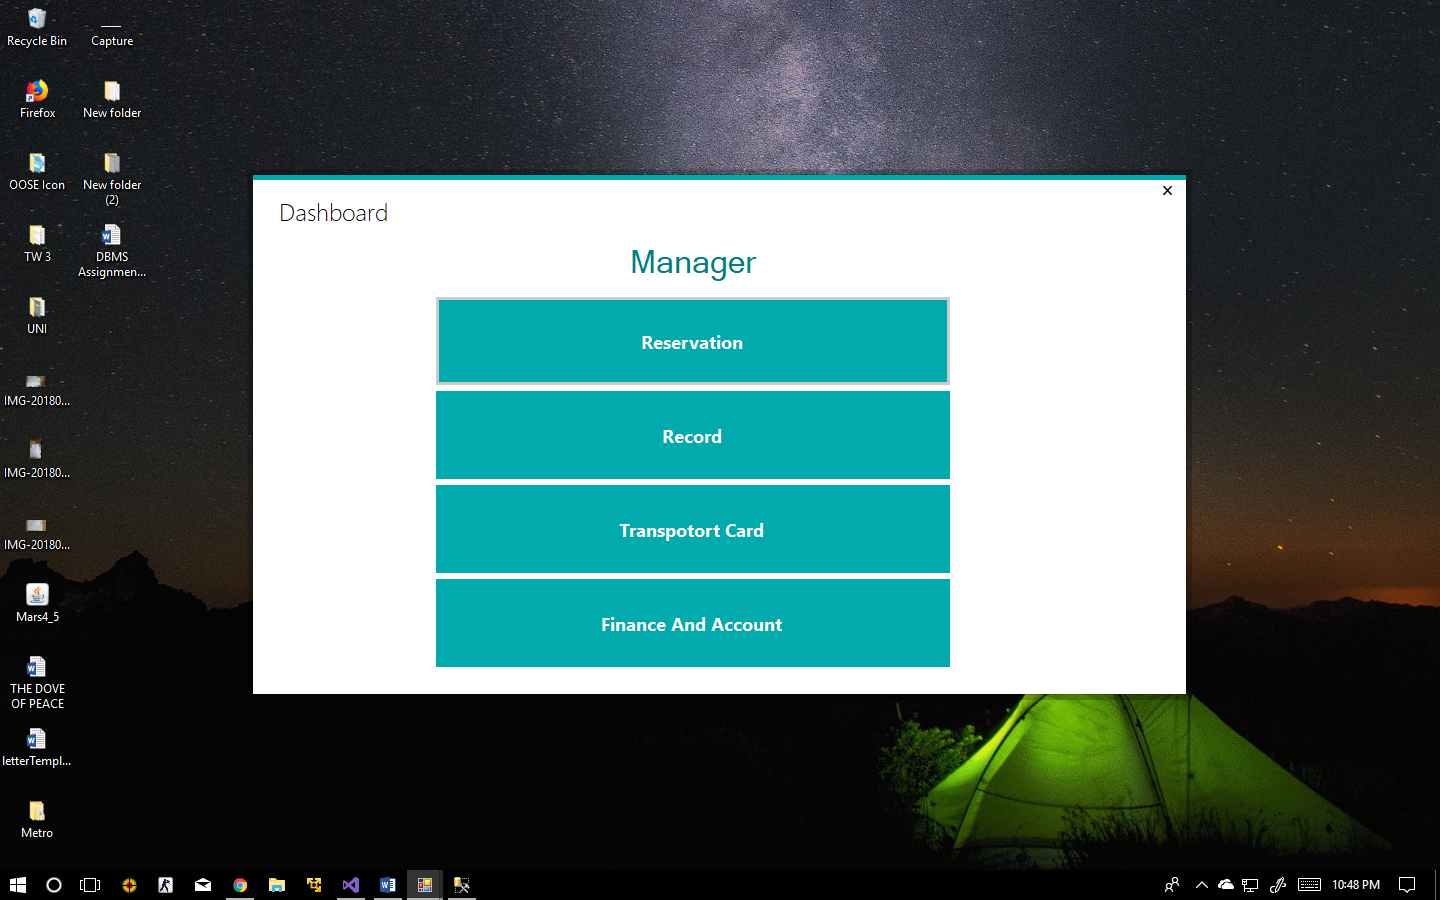 Recycle Bin
Capture
Firefox
New folder
OOSE Icon
New folder
(2)
TW 3
DBMS
Assignmen...
UNI
IMG-20180...
IMG-20180...
IMG-20180...
Mars4_5
THE DOVE
OF PEACE
letterTempl...
Metro
Dashboard
Manager
Reservation
Record
Transpotort Card
Finance And Account
10:48 PM